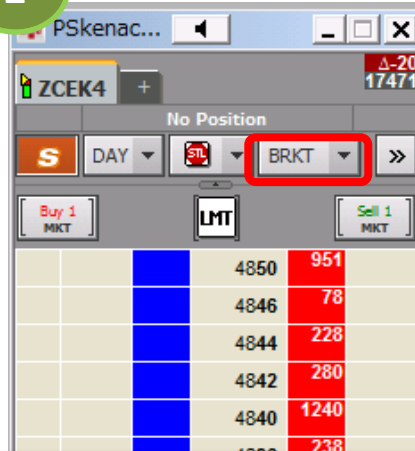 PSkenac...
Δ-20
ZCEK4 +
17471
No Position
S DAY STL BRKT »
Buy 1
MKT
LMT
Sell 1
MKT
4850 951
4846 78
4844 228
4842 280
4840 1240
238